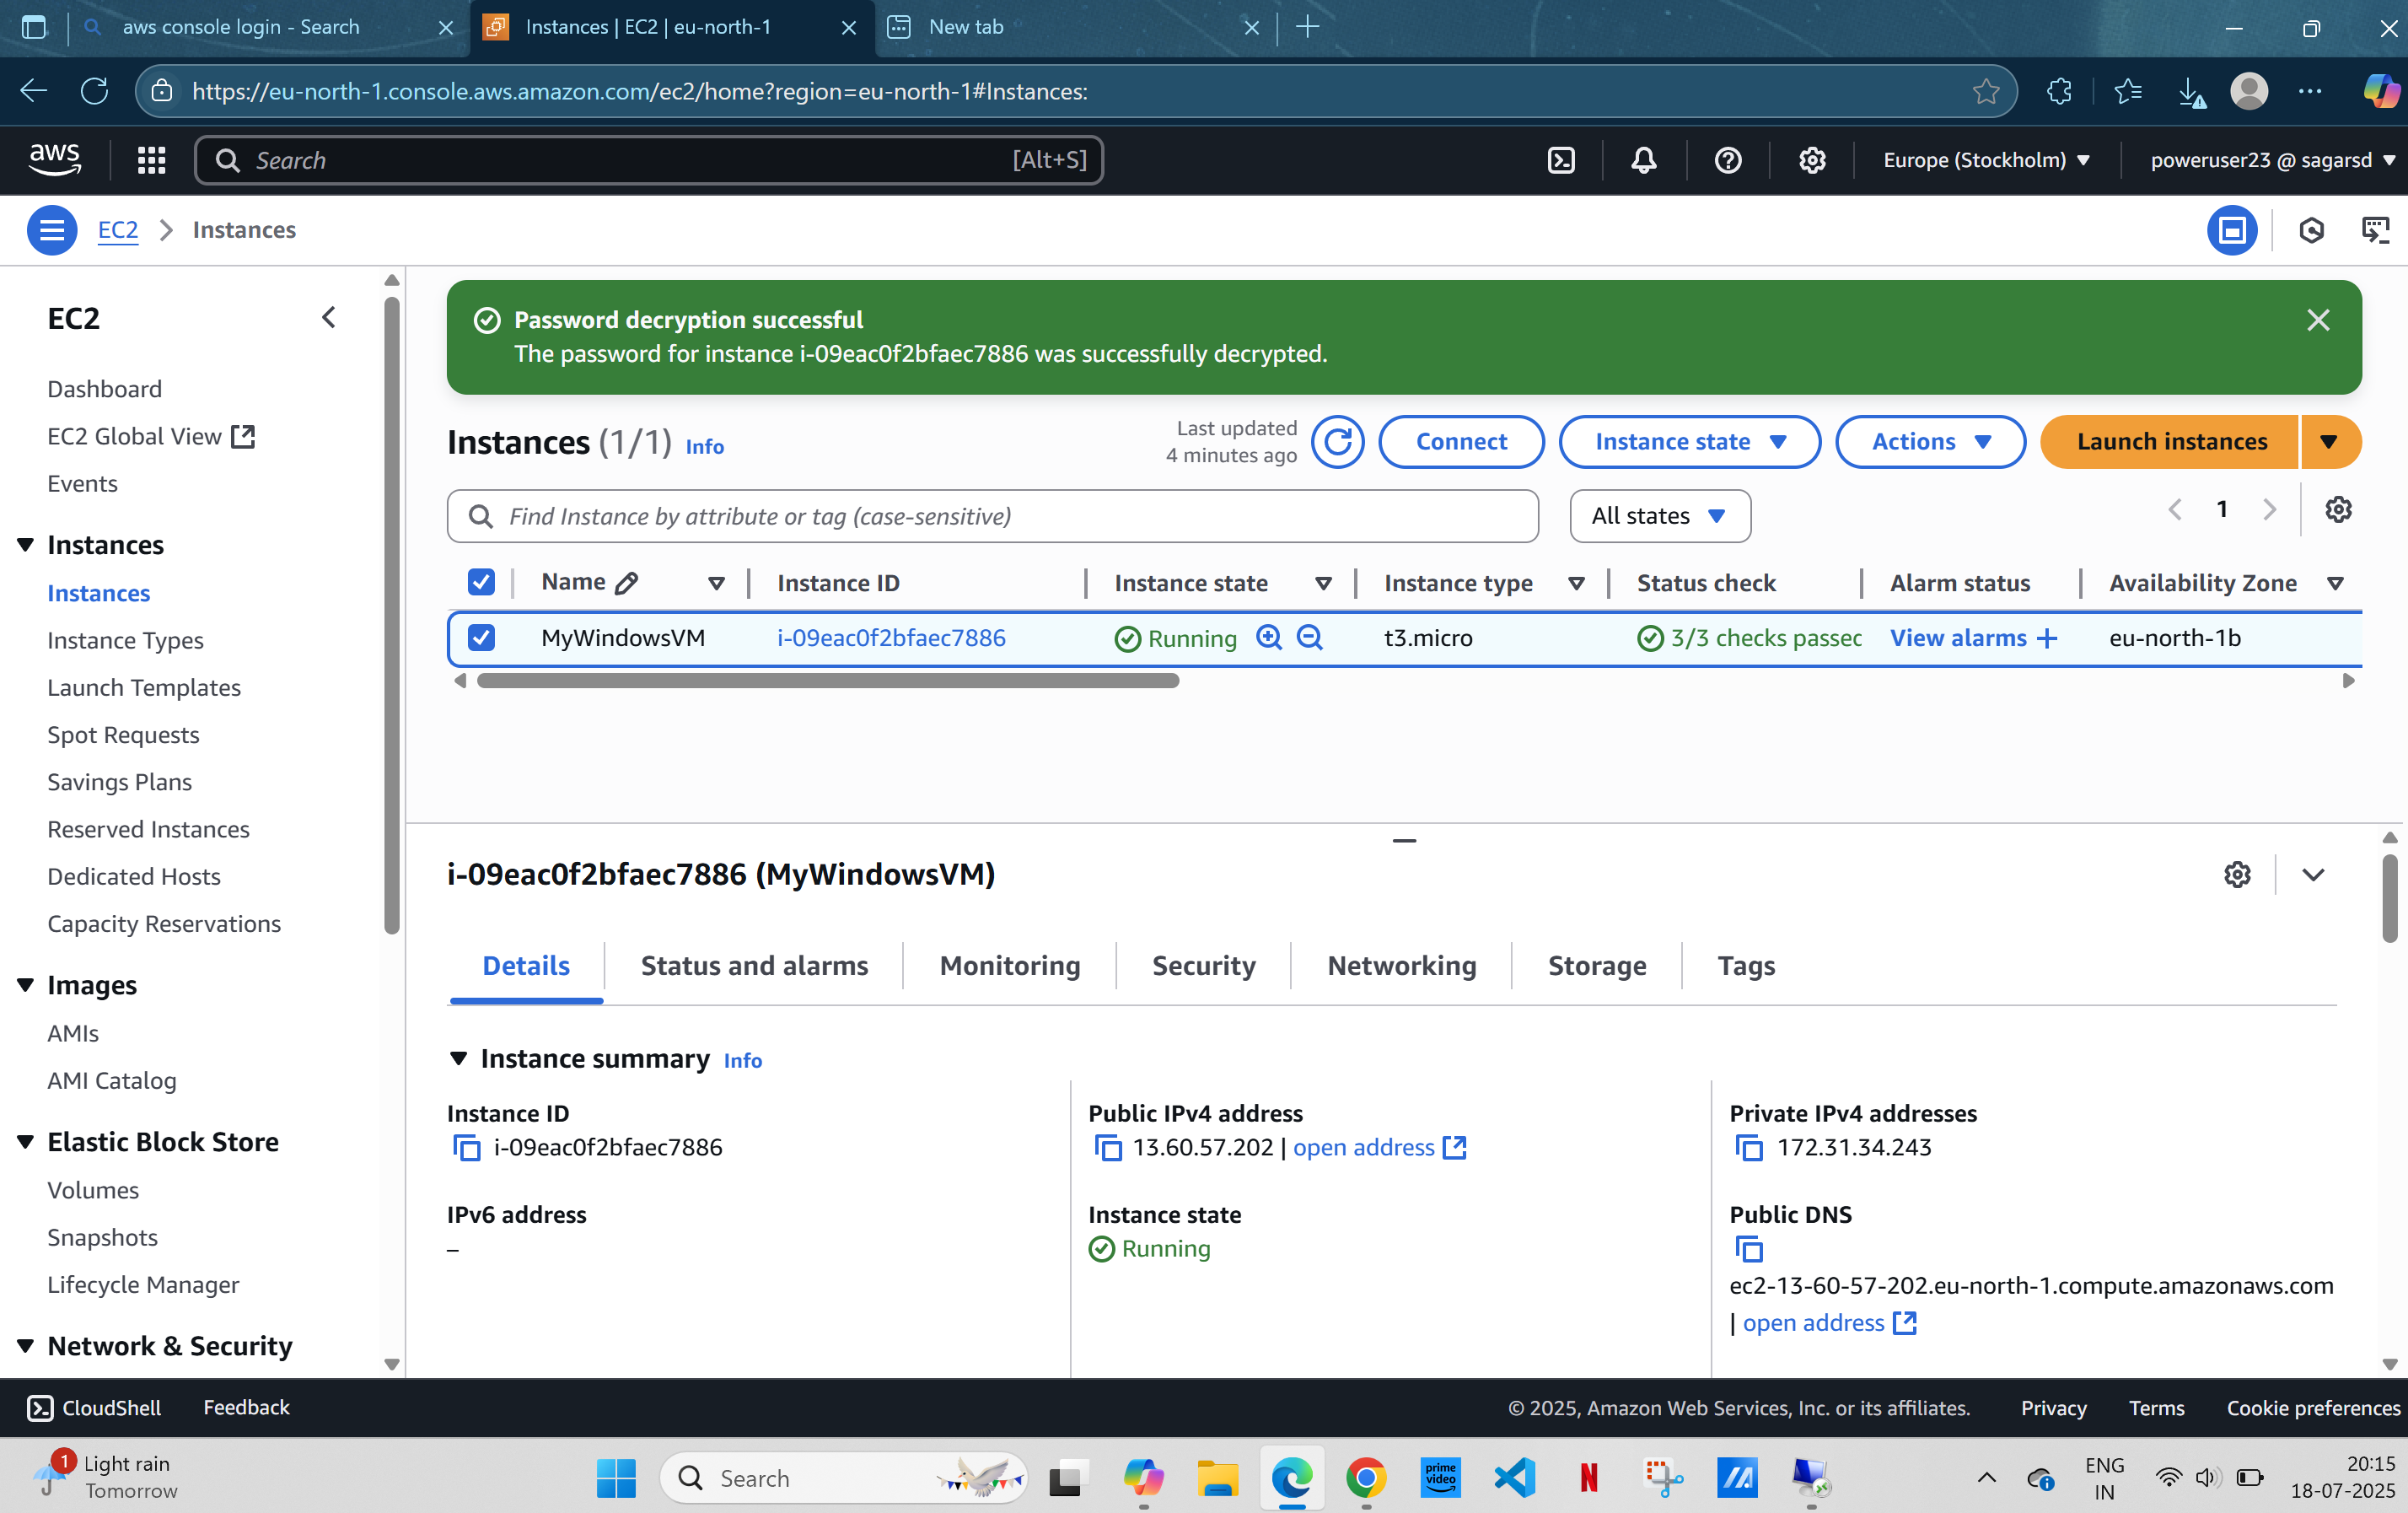 aws console login - Search
Instances | EC2 | eu-north-1
New tab
https://eu-north-1.console.aws.amazon.com/ec2/home?region=eu-north-1#Instances:
aws
Search
[Alt+S]
Europe (Stockholm)
poweruser23 @ sagarsd
EC2
Instances
EC2
Dashboard
EC2 Global View
Events
Instances
Instances
Instance Types
Launch Templates
Spot Requests
Savings Plans
Reserved Instances
Dedicated Hosts
Capacity Reservations
Images
AMIs
AMI Catalog
Elastic Block Store
Volumes
Snapshots
Lifecycle Manager
Network & Security
Password decryption successful
The password for instance i-09eac0f2bfaec7886 was successfully decrypted.
Instances (1/1) Info
Last updated
4 minutes ago
Connect
Instance state
Actions
Launch instances
Find Instance by attribute or tag (case-sensitive)
All states
1
Name
Instance ID
Instance state
Instance type
Status check
Alarm status
Availability Zone
MyWindowsVM
i-09eac0f2bfaec7886
Running
t3.micro
3/3 checks passec
View alarms +
eu-north-1b
i-09eac0f2bfaec7886 (MyWindowsVM)
Details
Status and alarms
Monitoring
Security
Networking
Storage
Tags
Instance summary Info
Instance ID
i-09eac0f2bfaec7886
Public IPv4 address
13.60.57.202 | open address
Private IPv4 addresses
172.31.34.243
IPv6 address
–
Instance state
Running
Public DNS
ec2-13-60-57-202.eu-north-1.compute.amazonaws.com
| open address
CloudShell
Feedback
© 2025, Amazon Web Services, Inc. or its affiliates.
Privacy
Terms
Cookie preferences
1
Light rain
Tomorrow
Search
prime
video
N
ENG
IN
20:15
18-07-2025